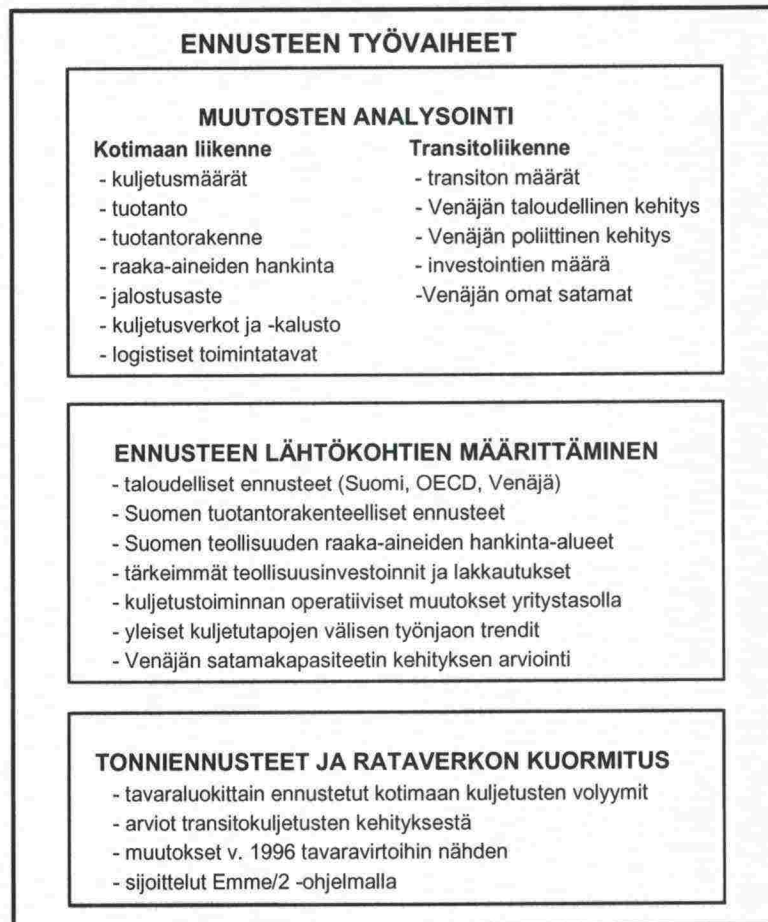 ENNUSTEEN TYÖVAIHEET
MUUTOSTEN ANALYSOINTI
Kotimaan liikenne
- kuljetusmäärät
- tuotanto
- tuotantorakenne
- raaka-aineiden hankinta
- jalostusaste
- kuljetusverkot ja -kalusto
- logistiset toimintatavat
Transitoliikenne
- transiton määrät
- Venäjän taloudellinen kehitys
- Venäjän poliittinen kehitys
- investointien määrä
-Venäjän omat satamat
ENNUSTEEN LÄHTÖKOHTIEN MÄÄRITTÄMINEN
- taloudelliset ennusteet (Suomi, OECD, Venäjä)
- Suomen tuotantorakenteelliset ennusteet
- Suomen teollisuuden raaka-aineiden hankinta-alueet
- tärkeimmät teollisuusinvestoinnit ja lakkautukset
- kuljetustoiminnan operatiiviset muutokset yritystasolla
- yleiset kuljetutapojen välisen työnjaon trendit
- Venäjän satamakapasiteetin kehityksen arviointi
TONNIENNUSTEET JA RATAVERKON KUORMITUS
- tavaraluokittain ennustetut kotimaan kuljetusten volyymit
- arviot transitokuljetusten kehityksestä
- muutokset v. 1996 tavaravirtoihin nähden
- sijoittelut Emme/2 -ohjelmalla